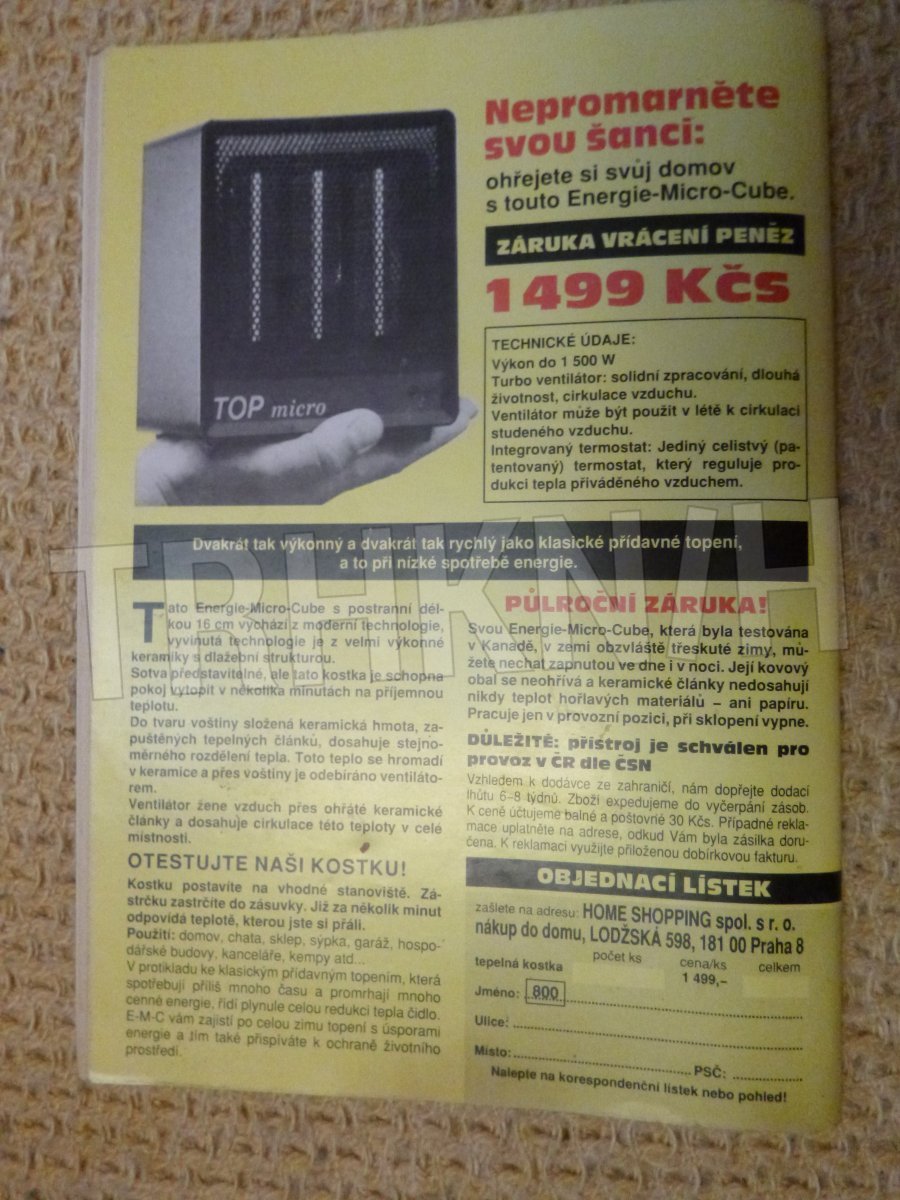 Nepromarněte
svou šanci:
ohřejete si svůj domov
s touto Energie-Micro-Cube.
ZÁRUKA VRÁCENÍ PENĚZ
1499 Kčs
TECHNICKÉ ÚDAJE:
Výkon do 1 500 W
Turbo ventilátor: solidní zpracování, dlouhá
životnost, cirkulace vzduchu.
Ventilátor může být použit v létě k cirkulaci
studeného vzduchu.
Integrovaný termostat: Jediný celistvý (pa-
tentovaný) termostat, který reguluje pro-
dukci tepla přiváděného vzduchem.
TOP micro
Dvakrát tak výkonný a dvakrát tak rychlý jako klasické přídavné topení,
a to při nízké spotřebě energie.
Tato Energie-Micro-Cube s postranní dél-
kou 16 cm vychází z moderní technologie,
vyvinutá technologie je z velmi výkonné
keramiky s dlažební strukturou.
Sotva představitelné, ale tato kostka je schopna
pokoj vytopit v několika minutách na příjemnou
teplotu.
Do tvaru voštiny složená keramická hmota, za-
puštěných tepelných článků, dosahuje stejno-
měrného rozdělení tepla. Toto teplo se hromadí
v keramice a přes voštiny je odebíráno ventiláto-
rem.
Ventilátor žene vzduch přes ohřáté keramické
články a dosahuje cirkulace této teploty v celé
místnosti.
OTESTUJTE NAŠI KOSTKU!
Kostku postavíte na vhodné stanoviště. Zá-
strčku zastrčíte do zásuvky. Již za několik minut
odpovídá teplotě, kterou jste si přáli.
Použití: domov, chata, sklep, sýpka, garáž, hospo-
dářské budovy, kanceláře, kempy atd...
V protikladu ke klasickým přídavným topením, která
spotřebují příliš mnoho času a promrhají mnoho
cenné energie, řídí plynule celou redukci tepla čidlo.
E-M-C vám zajistí po celou zimu topení s úsporami
energie a tím také přispíváte k ochraně životního
prostředí.
PŮLROČNÍ ZÁRUKA!
Svou Energie-Micro-Cube, která byla testována
v Kanadě, v zemi obzvláště třeskuté zimy, mů-
žete nechat zapnutou ve dne i v noci. Její kovový
obal se neohřívá a keramické články nedosahují
nikdy teplot hořlavých materiálů – ani papíru.
Pracuje jen v provozní pozici, při sklopení vypne.
DŮLEŽITÉ: přístroj je schválen pro
provoz v ČR dle ČSN
Vzhledem k dodávce ze zahraničí, nám dopřejte dodací
lhůtu 6–8 týdnů. Zboží expedujeme do vyčerpání zásob.
K ceně účtujeme balné a poštovné 30 Kčs. Případné rekla-
mace uplatněte na adrese, odkud Vám byla zásilka doru-
čena. K reklamaci využijte přiloženou dobírkovou fakturu.
OBJEDNACÍ LÍSTEK
zašlete na adresu: HOME SHOPPING spol. s r. o.
nákup do domu, LODŽSKÁ 598, 181 00 Praha 8
počet ks cena/ks celkem
tepelná kostka 1 499,–
Jméno: 800
Ulice:
Místo: PSČ:
Nalepte na korespondenční lístek nebo pohled!